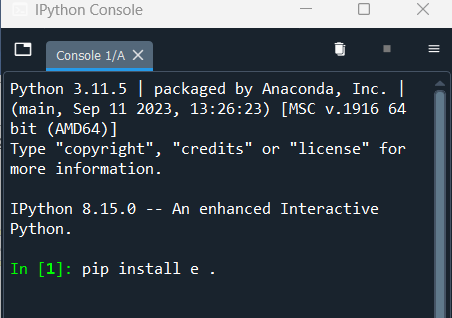 IPython Console
Console 1/A
Python 3.11.5 | packaged by Anaconda, Inc. |
(main, Sep 11 2023, 13:26:23) [MSC v.1916 64
bit (AMD64)]
Type "copyright", "credits" or "license" for
more information.
IPython 8.15.0 -- An enhanced Interactive
Python.
In [1]: pip install e .